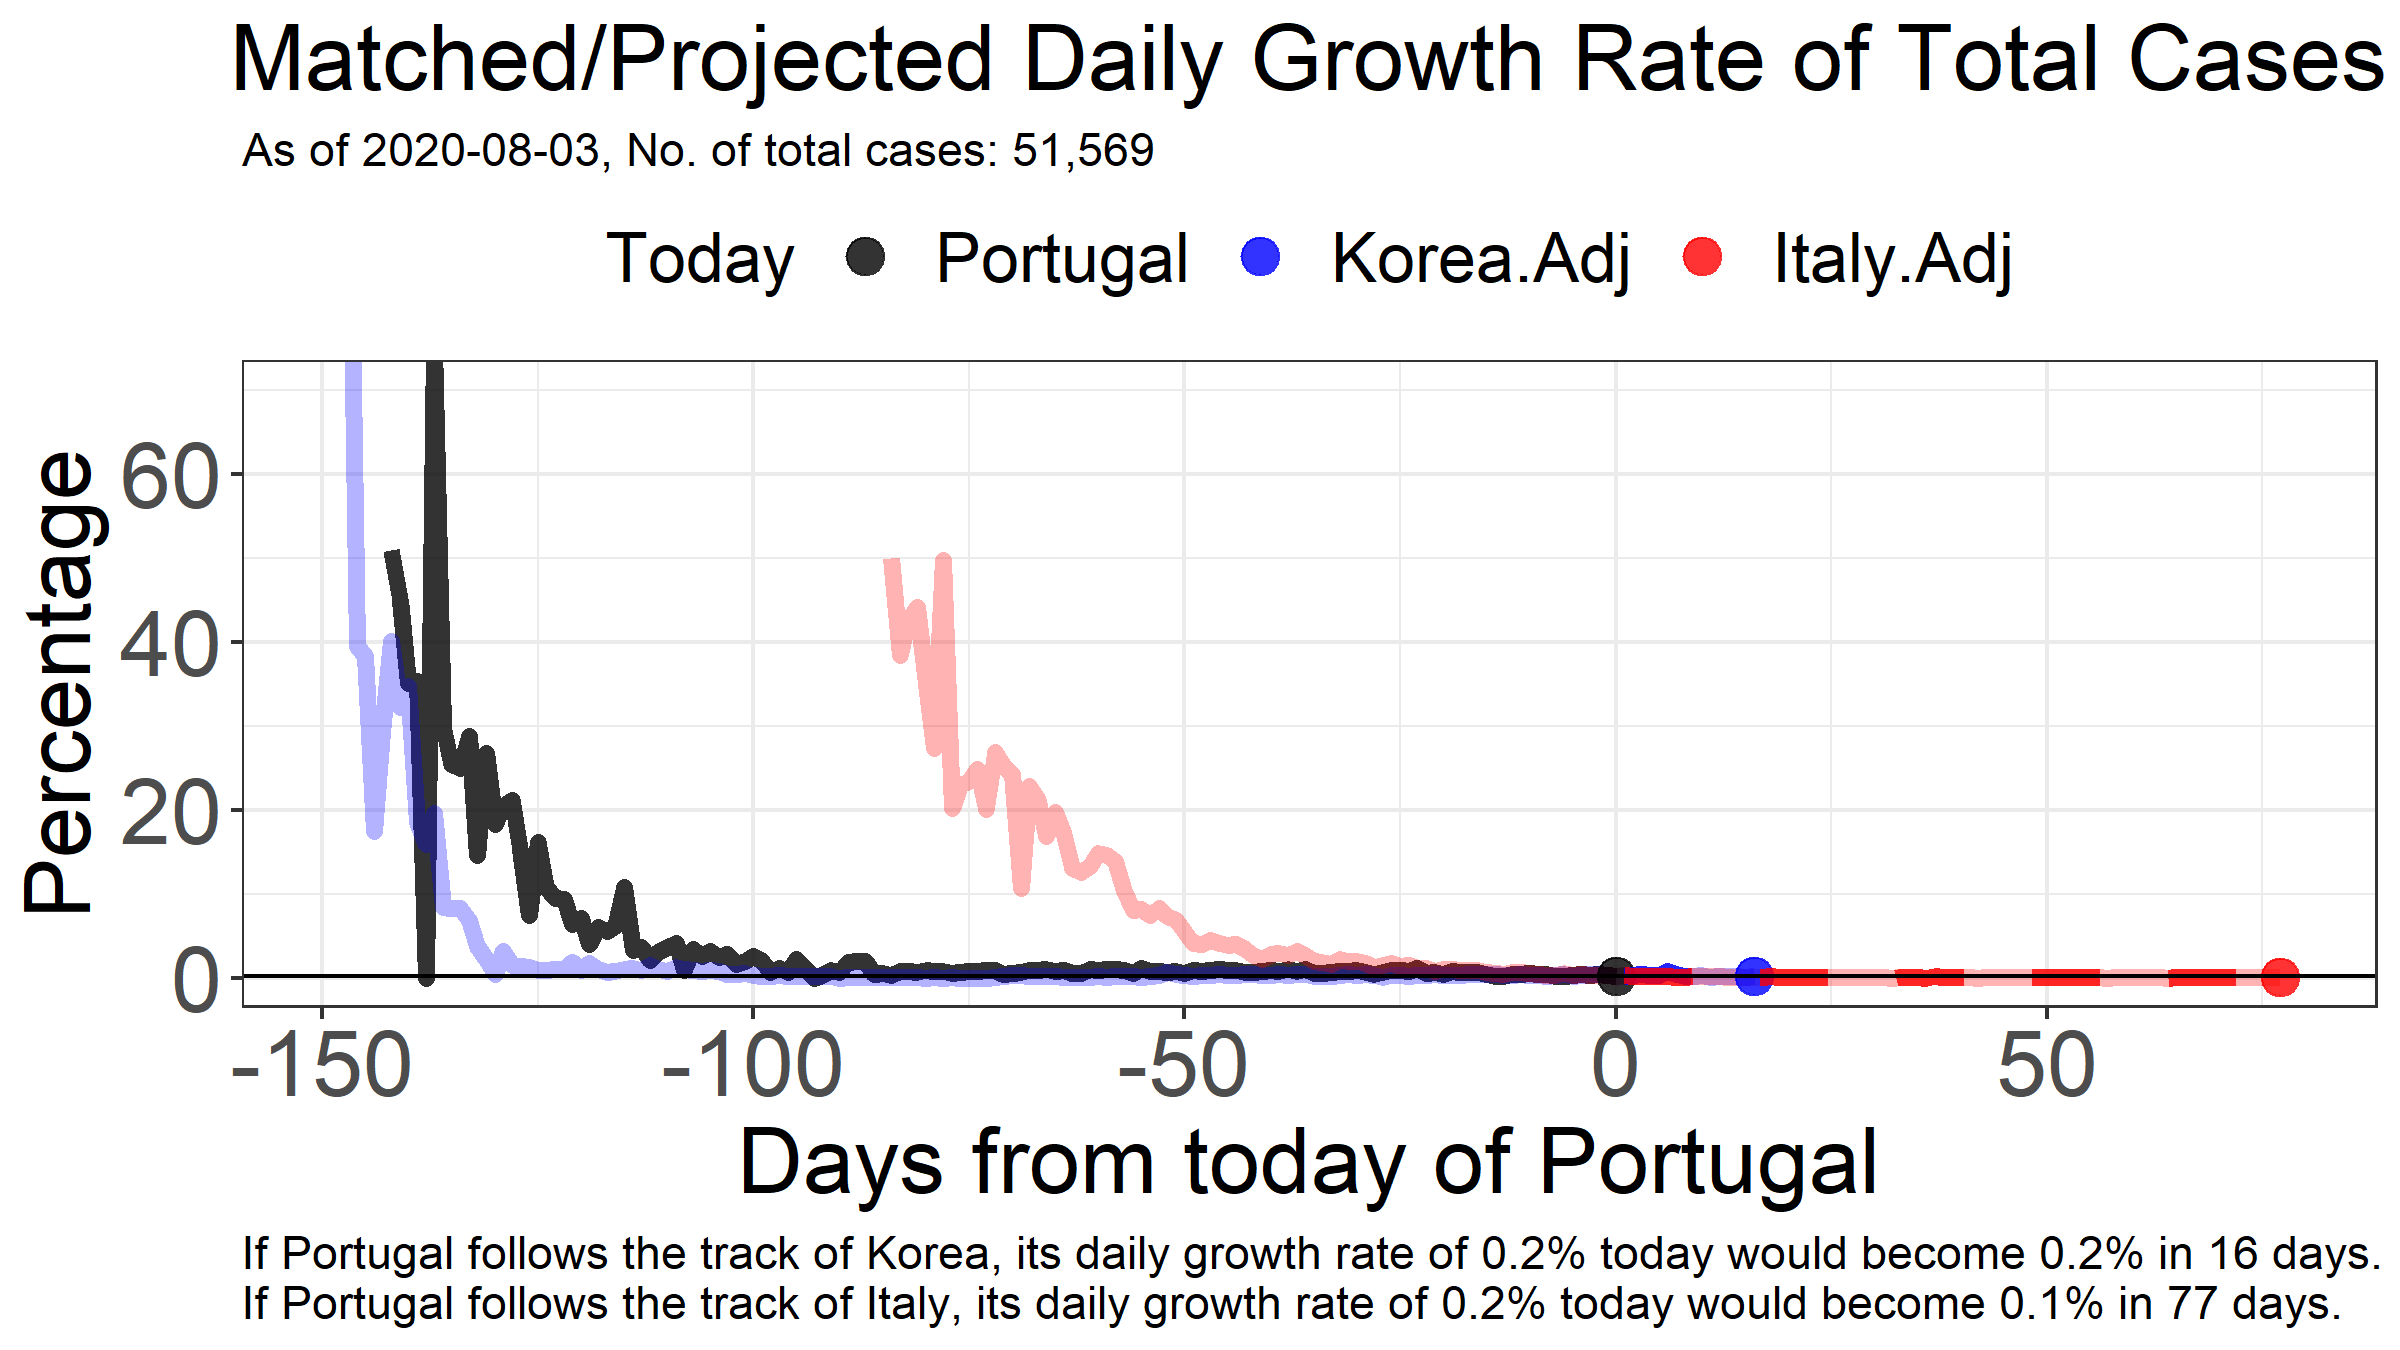 Matched/Projected Daily Growth Rate of Total Cases
As of 2020-08-03, No. of total cases: 51,569
Today Portugal Korea.Adj Italy.Adj
Percentage
60
40
20
0
-150 -100 -50 0 50
Days from today of Portugal
If Portugal follows the track of Korea, its daily growth rate of 0.2% today would become 0.2% in 16 days.
If Portugal follows the track of Italy, its daily growth rate of 0.2% today would become 0.1% in 77 days.